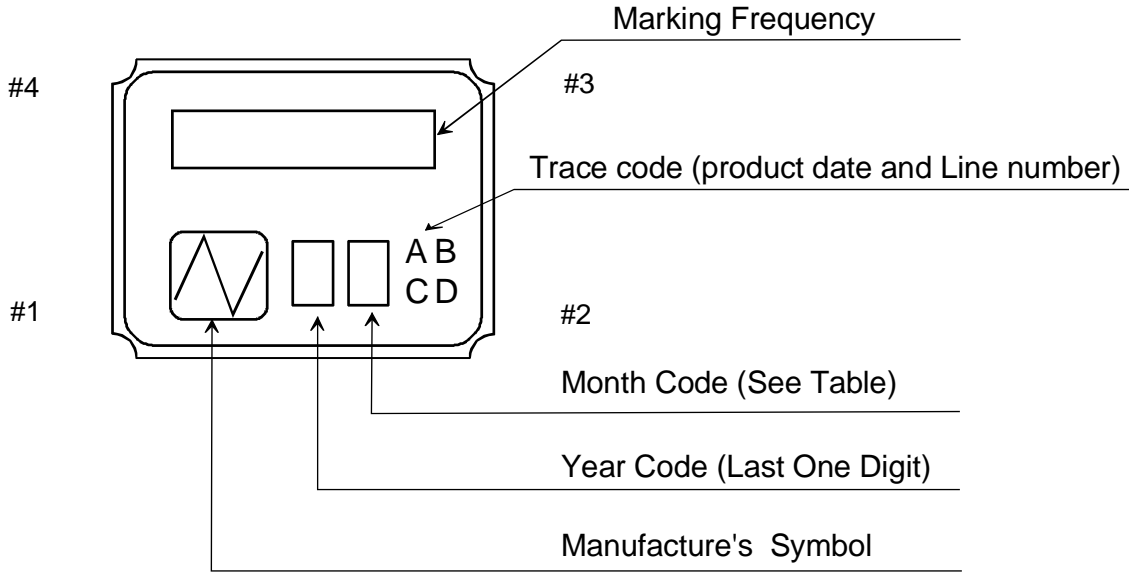 Marking Frequency
#4
#3
Trace code (product date and Line number)
A B
C D
#1
#2
Month Code (See Table)
Year Code (Last One Digit)
Manufacture's Symbol